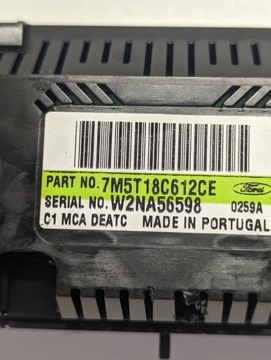 PART NO. 7M5T18C612CE Ford
SERIAL NO. W2NA56598 0259A
C1 MCA DEATC MADE IN PORTUGAL